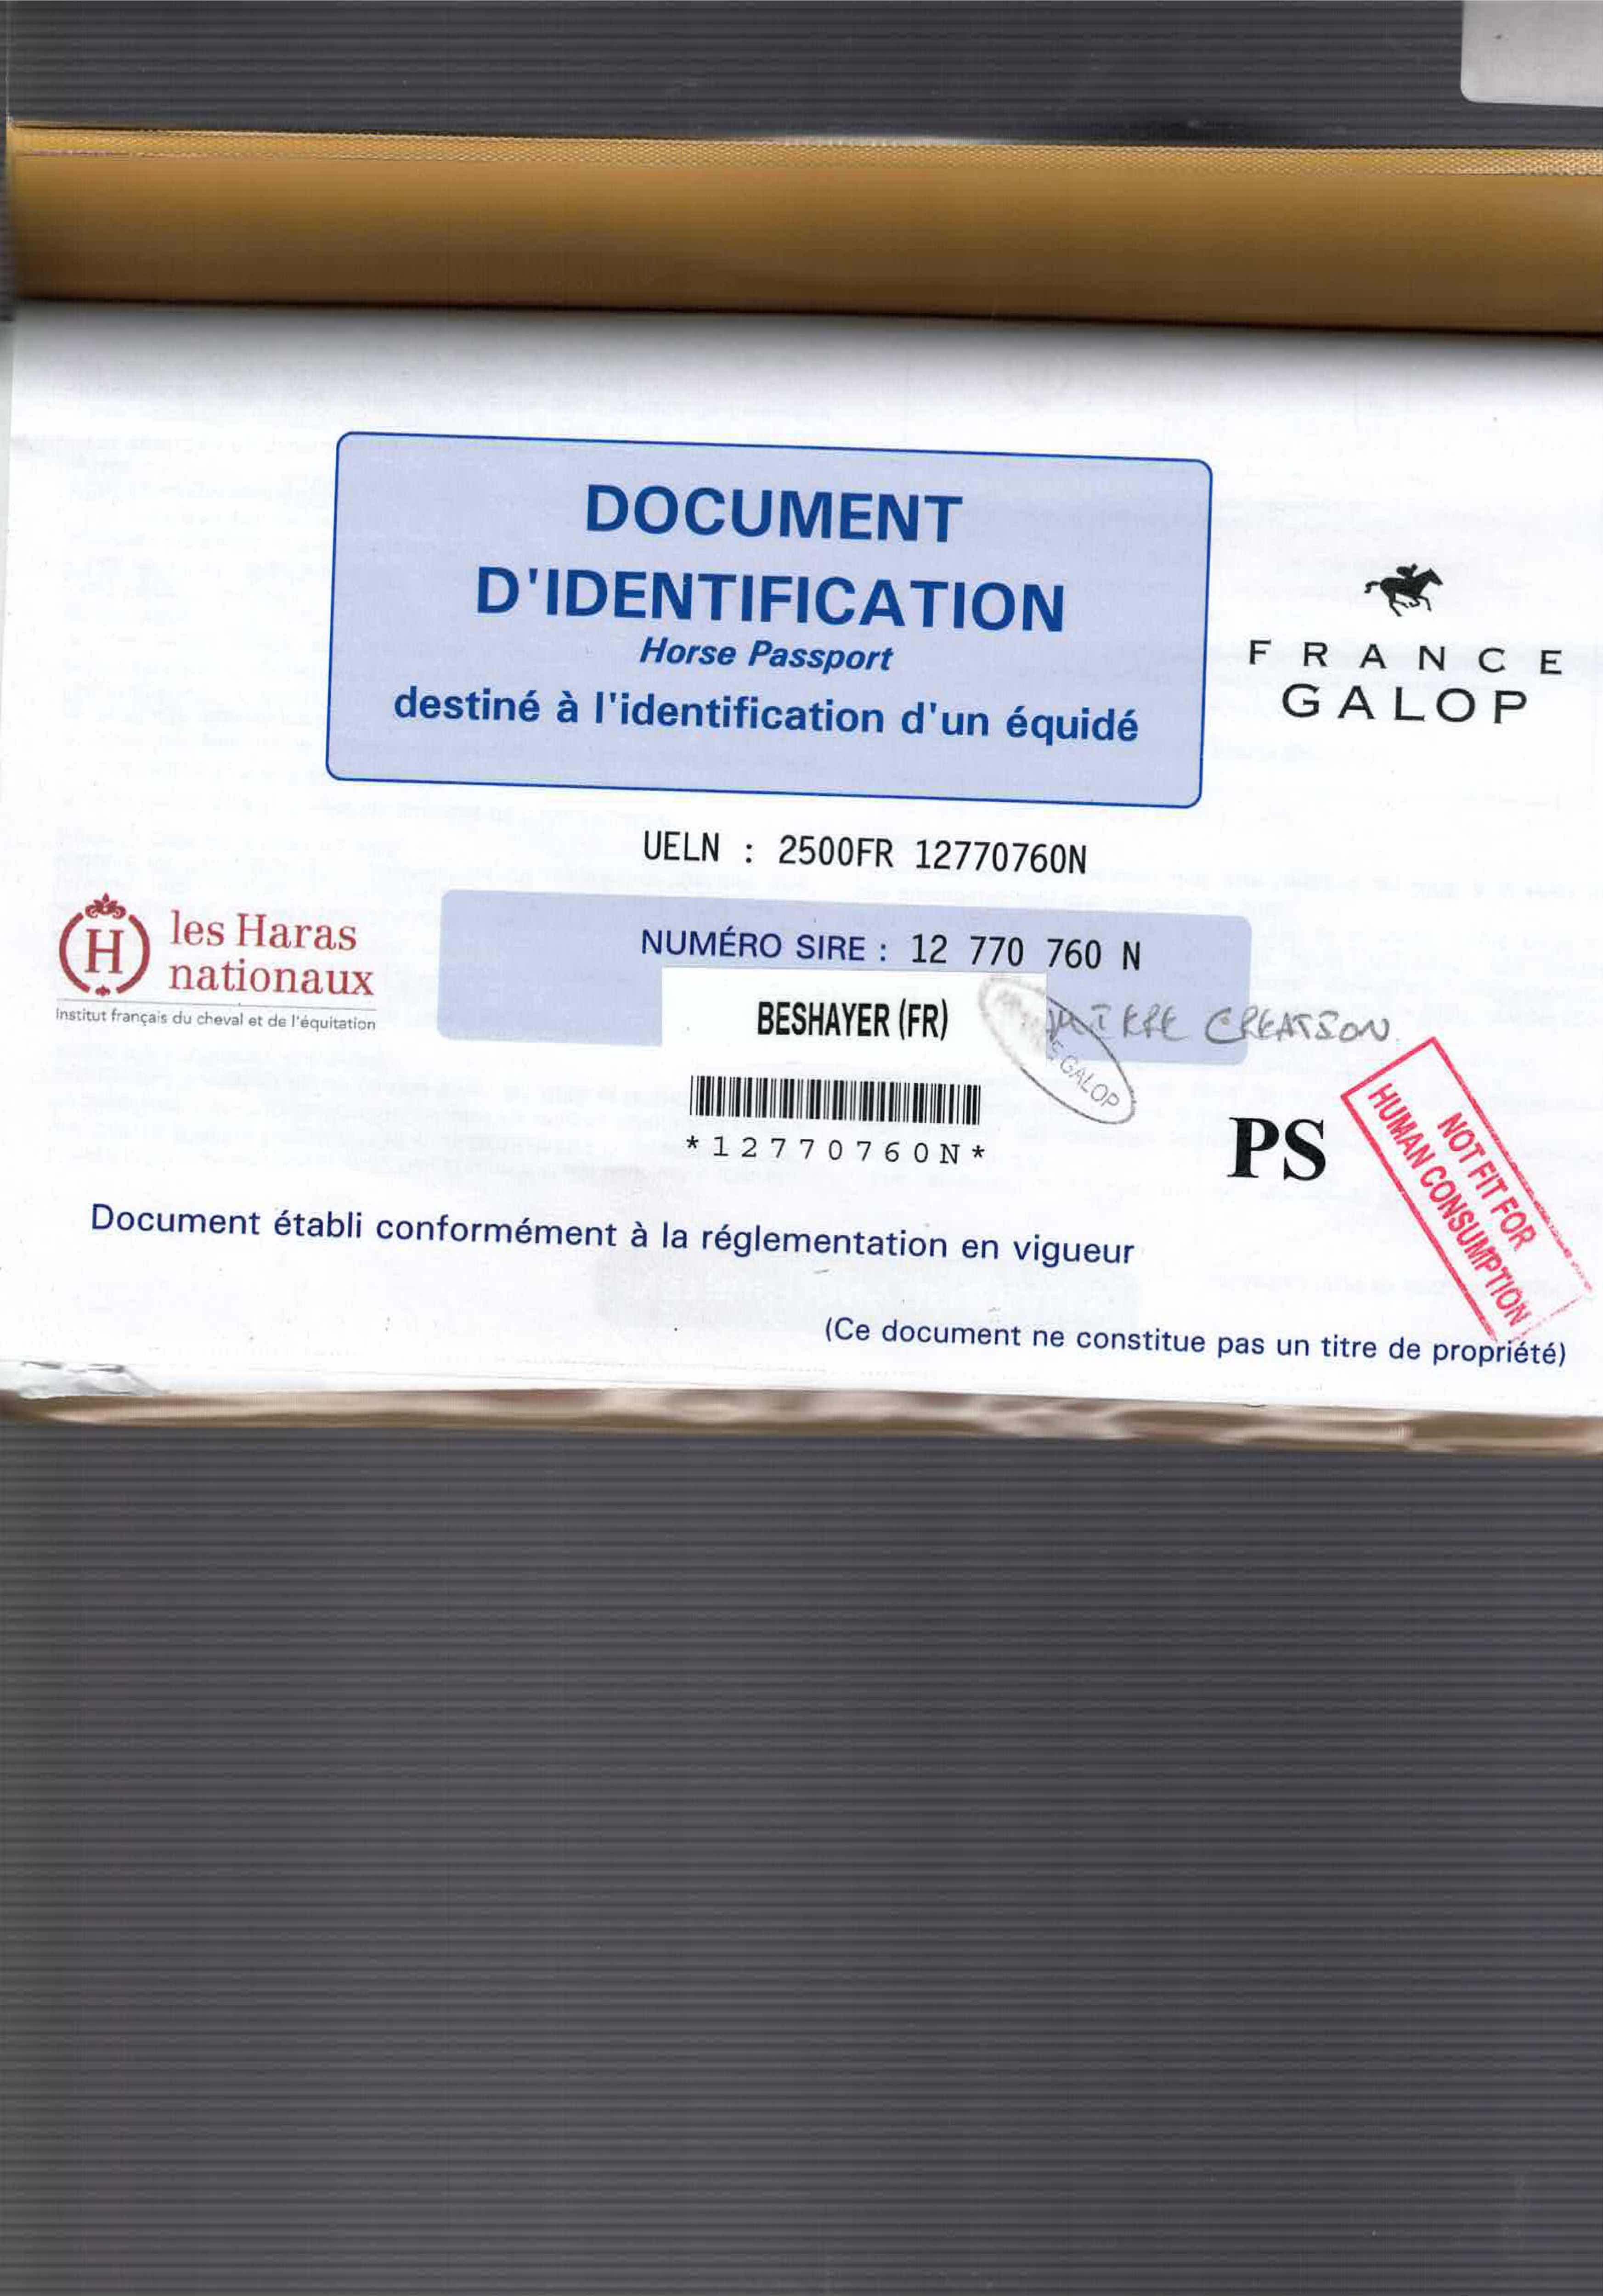 DOCUMENT
D'IDENTIFICATION
Horse Passport
destiné à l'identification d'un équidé
FRANCE
GALOP
UELN : 2500FR 12770760N
H
les Haras
nationaux
Institut français du cheval et de l'équitation
NUMÉRO SIRE : 12 770 760 N
BESHAYER (FR)
GALOP
CREATSON
*12770760N*
PS
NOT FIT FOR
HUMAN CONSUMPTION
Document établi conformément à la réglementation en vigueur
(Ce document ne constitue pas un titre de propriété)